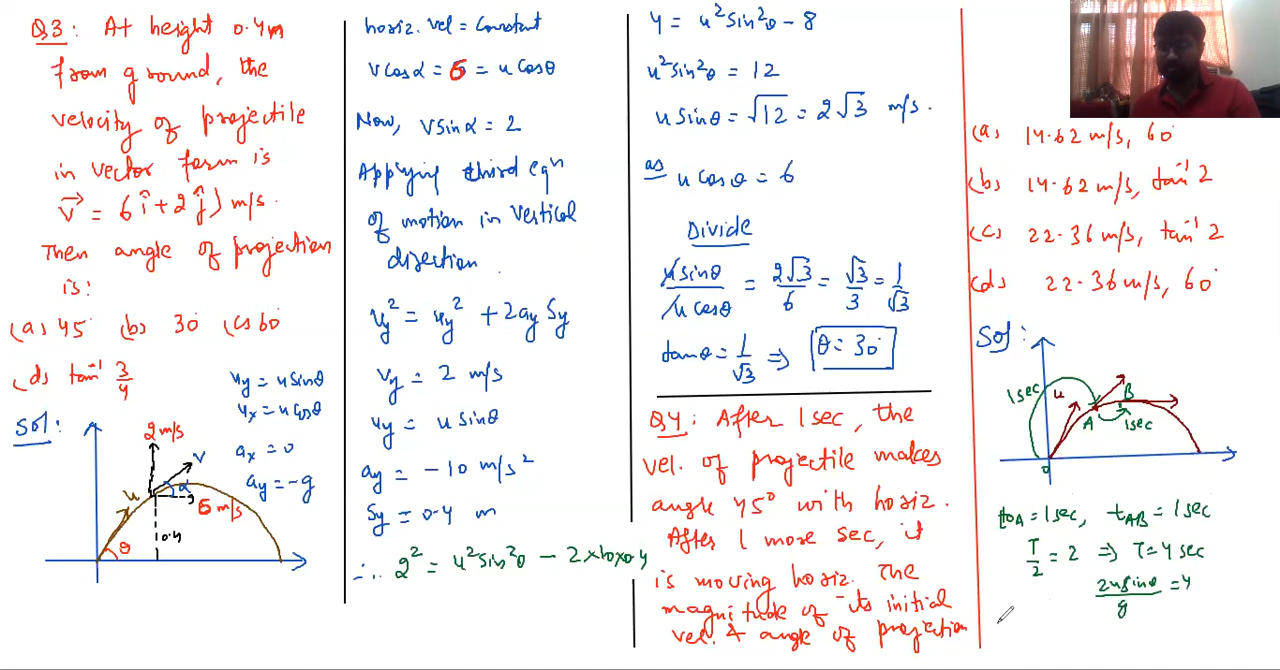 Q3: At height 0.4m
from ground, the
velocity of projectile
in vector form is
v = 6î + 2ĵ) m/s.
Then angle of projection
is:
(a) 45° (b) 30° (c) 60°
(d) tan⁻¹ 3/4
Sol:
uy = u sinθ
ux = u cosθ
ax = 0
ay = -g
2 m/s
v
u
α
6 m/s
θ
0.4
horiz. vel = Constant
v cosα = 6 = u cosθ
Now, v sinα = 2
Applying third eqn
of motion in vertical
direction.
vy² = uy² + 2ay Sy
vy = 2 m/s
uy = u sinθ
ay = -10 m/s²
Sy = 0.4 m
∴ 2² = u² sin²θ - 2×10×0.4
4 = u² sin²θ - 8
u² sin²θ = 12
u sinθ = √12 = 2√3 m/s.
as u cosθ = 6
Divide
u sinθ / u cosθ = 2√3/6 = √3/3 = 1/√3
tanθ = 1/√3 ⇒ θ = 30°
Q4: After 1 sec, the
vel. of projectile makes
angle 45° with horiz.
After 1 more sec, it
is moving horiz. The
magnitude of its initial
vel. & angle of projection
(a) 14.62 m/s, 60°
(b) 14.62 m/s, tan⁻¹ 2
(c) 22.36 m/s, tan⁻¹ 2
(d) 22.36 m/s, 60°
Sol:
1sec
u
B
A
1sec
O
tOA = 1 sec, tAB = 1 sec
T/2 = 2 ⇒ T = 4 sec
2u sinθ / g = 4